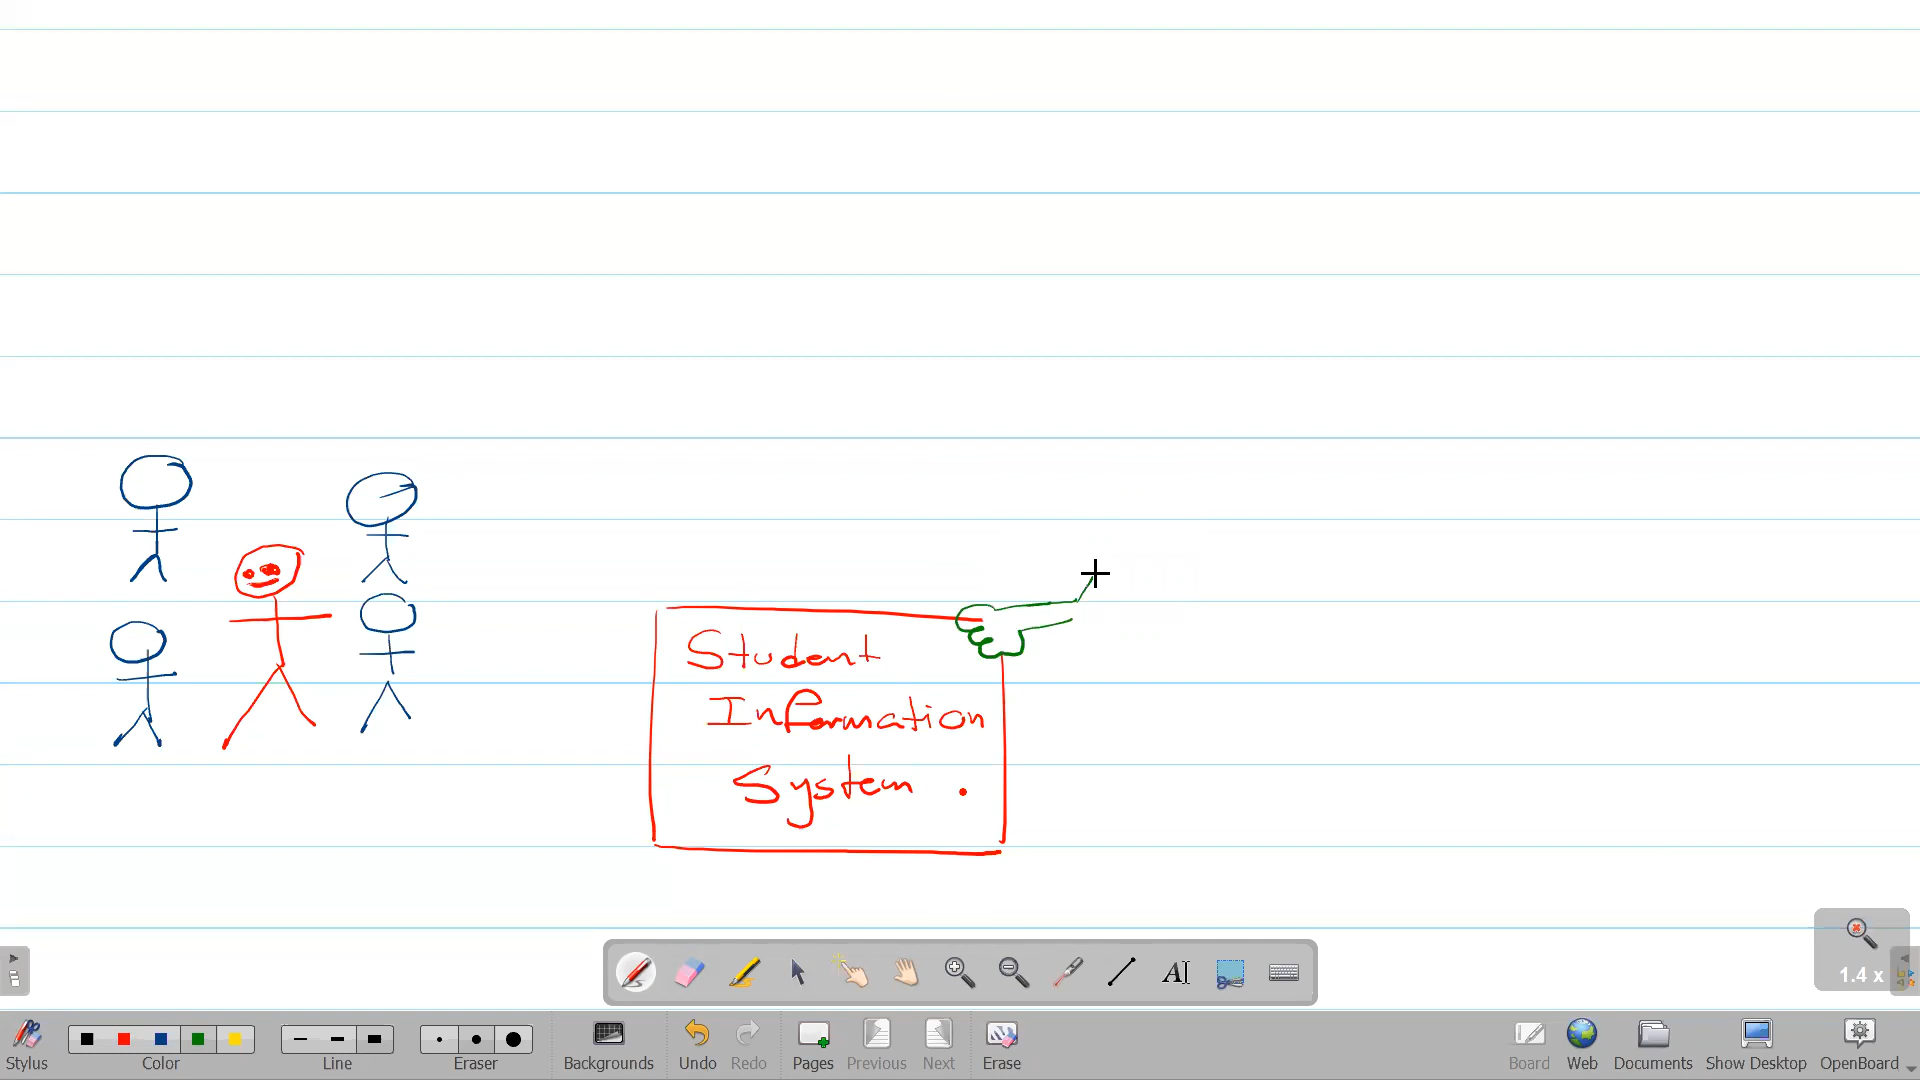 Student
Information
System .
1.4 x
Stylus
Color
Line
Eraser
Backgrounds
Undo
Redo
Pages
Previous
Next
Erase
Board
Web
Documents
Show Desktop
OpenBoard